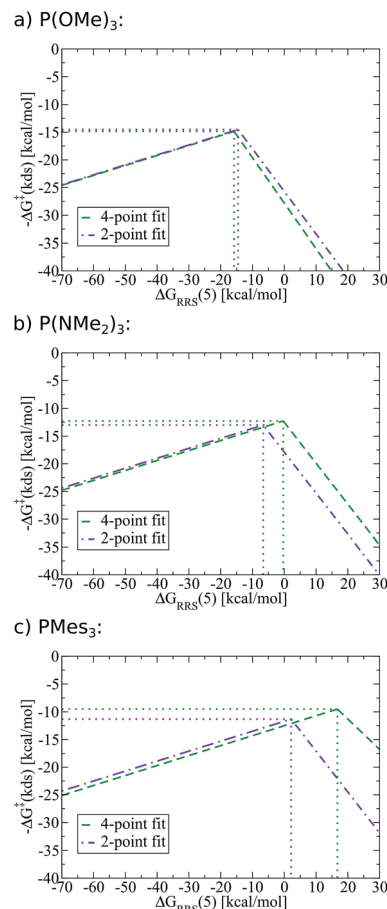 a) P(OMe)₃:
0
-5
-10
-15
-20
-25
-30
-35
-40
-ΔG‡(kds) [kcal/mol]
4-point fit
2-point fit
-70 -60 -50 -40 -30 -20 -10 0 10 20 30
ΔG_RRS(5) [kcal/mol]
b) P(NMe₂)₃:
0
-5
-10
-15
-20
-25
-30
-35
-40
-ΔG‡(kds) [kcal/mol]
4-point fit
2-point fit
-70 -60 -50 -40 -30 -20 -10 0 10 20 30
ΔG_RRS(5) [kcal/mol]
c) PMes₃:
0
-5
-10
-15
-20
-25
-30
-35
-40
-ΔG‡(kds) [kcal/mol]
4-point fit
2-point fit
-70 -60 -50 -40 -30 -20 -10 0 10 20 30
ΔG_RRS(5) [kcal/mol]